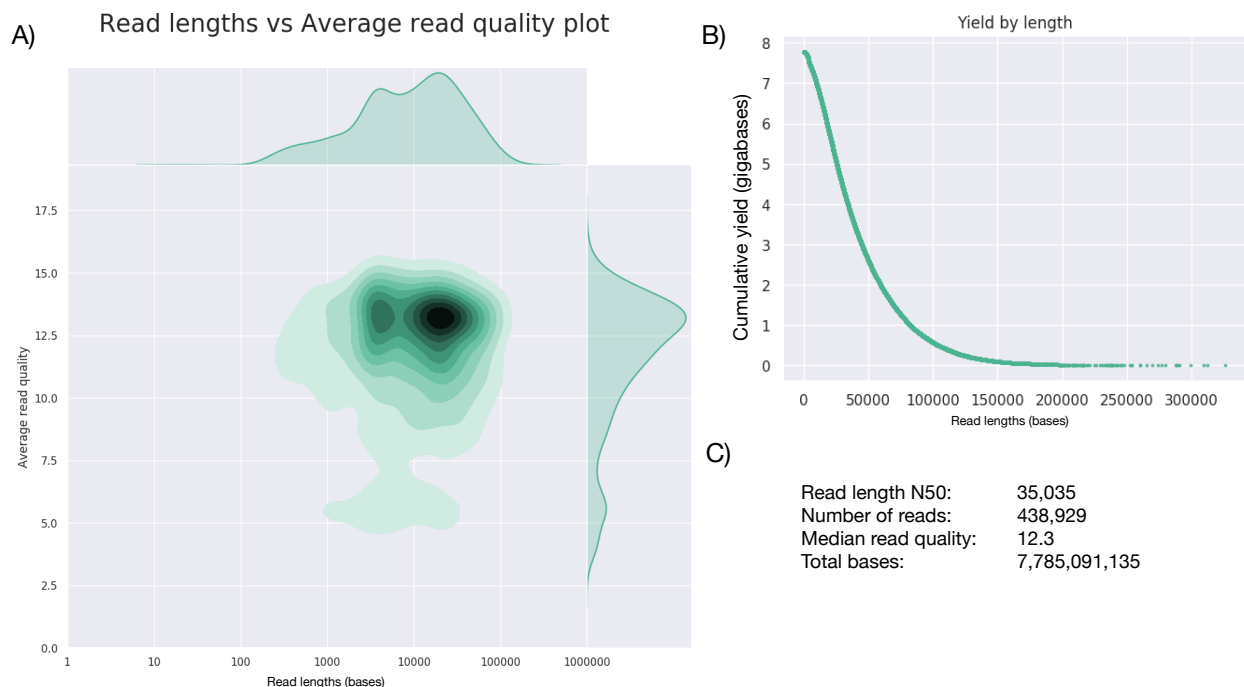 A)
Read lengths vs Average read quality plot
17.5
15.0
12.5
10.0
7.5
5.0
2.5
0.0
Average read quality
1 10 100 1000 10000 100000 1000000
Read lengths (bases)
B)
Yield by length
8
7
6
5
4
3
2
1
0
Cumulative yield (gigabases)
0 50000 100000 150000 200000 250000 300000
Read lengths (bases)
C)
Read length N50: 35,035
Number of reads: 438,929
Median read quality: 12.3
Total bases: 7,785,091,135